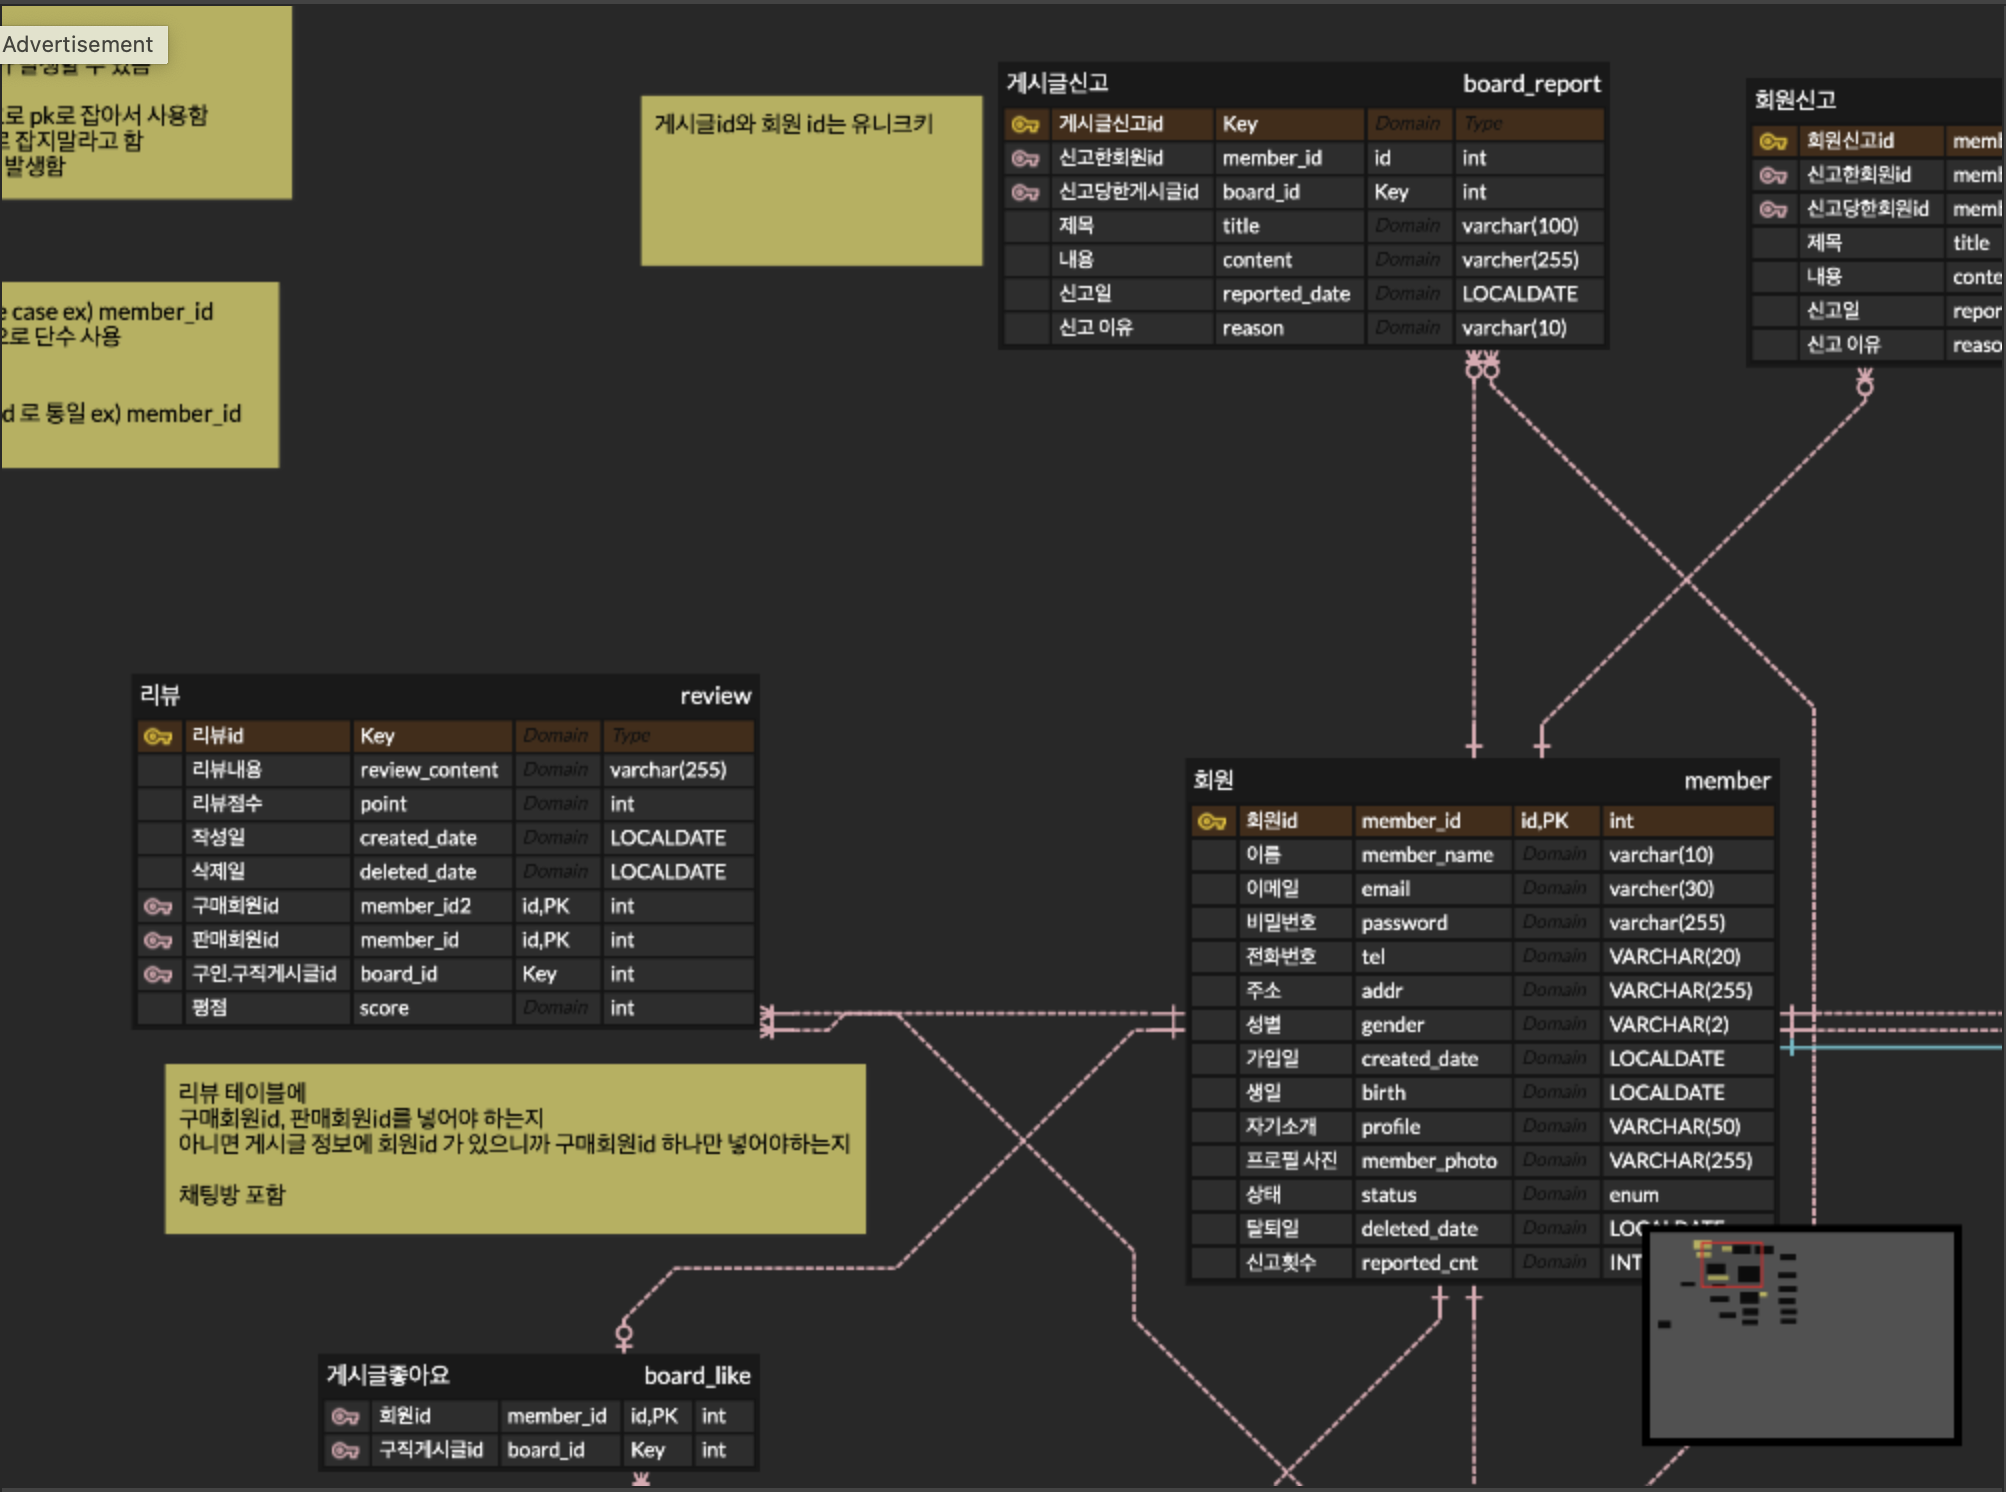 Advertisement
로 pk로 잡아서 사용함
로 잡지말라고 함
발생함
e case ex) member_id
으로 단수 사용
d 로 통일 ex) member_id
게시글id와 회원 id는 유니크키
게시글신고 board_report
게시글신고id Key Domain Type
신고한회원id member_id id int
신고당한게시글id board_id Key int
제목 title Domain varchar(100)
내용 content Domain varcher(255)
신고일 reported_date Domain LOCALDATE
신고 이유 reason Domain varchar(10)
회원신고
회원신고id mem
신고한회원id mem
신고당한회원id mem
제목 title
내용 conte
신고일 repor
신고 이유 reaso
리뷰 review
리뷰id Key Domain Type
리뷰내용 review_content Domain varchar(255)
리뷰점수 point Domain int
작성일 created_date Domain LOCALDATE
삭제일 deleted_date Domain LOCALDATE
구매회원id member_id2 id,PK int
판매회원id member_id id,PK int
구인.구직게시글id board_id Key int
평점 score Domain int
리뷰 테이블에
구매회원id, 판매회원id를 넣어야 하는지
아니면 게시글 정보에 회원id 가 있으니까 구매회원id 하나만 넣어야하는지
채팅방 포함
회원 member
회원id member_id id,PK int
이름 member_name Domain varchar(10)
이메일 email Domain varcher(30)
비밀번호 password Domain varchar(255)
전화번호 tel Domain VARCHAR(20)
주소 addr Domain VARCHAR(255)
성별 gender Domain VARCHAR(2)
가입일 created_date Domain LOCALDATE
생일 birth Domain LOCALDATE
자기소개 profile Domain VARCHAR(50)
프로필 사진 member_photo Domain VARCHAR(255)
상태 status Domain enum
탈퇴일 deleted_date Domain LOCALDATE
신고횟수 reported_cnt Domain INT
게시글좋아요 board_like
회원id member_id id,PK int
구직게시글id board_id Key int